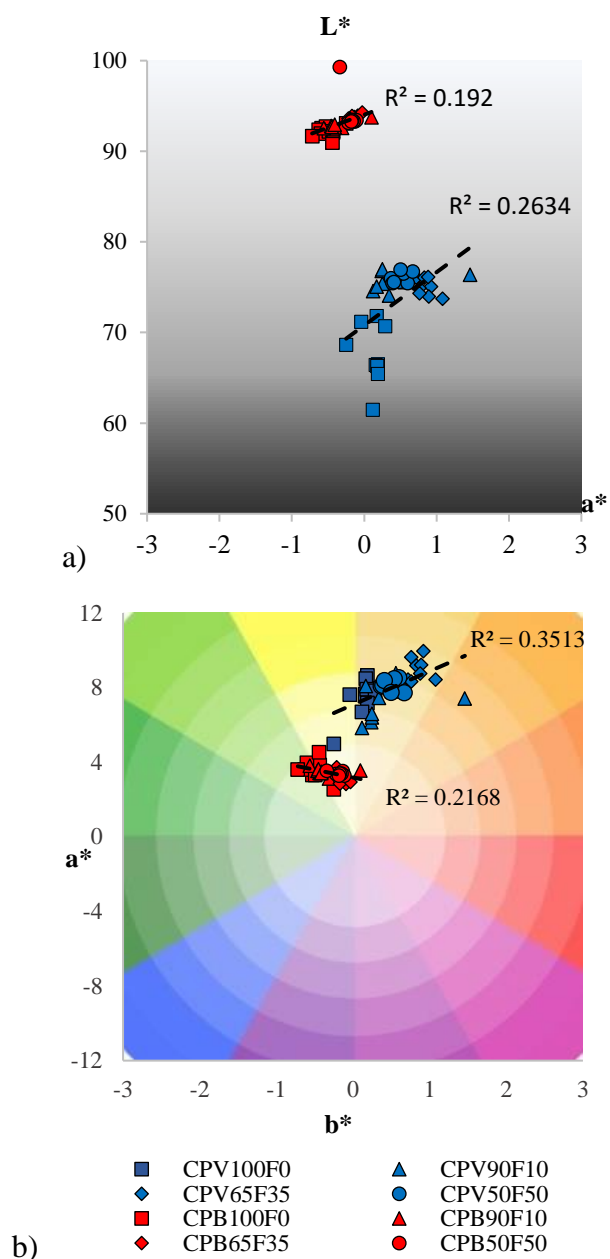 L*
100
90
80
70
60
50
R² = 0.192
R² = 0.2634
a*
-3 -2 -1 0 1 2 3
a)
12
8
4
0
-4
-8
-12
a*
R² = 0.3513
R² = 0.2168
-3 -2 -1 0 1 2 3
b*
CPV100F0 CPV90F10
CPV65F35 CPV50F50
CPB100F0 CPB90F10
CPB65F35 CPB50F50
b)